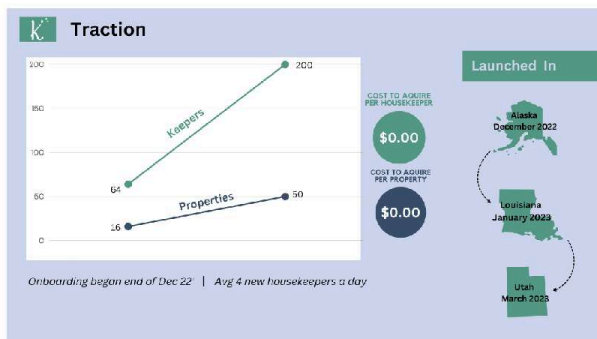 K
Traction
200
150
100
50
0
Keepers
200
64
Properties
50
16
COST TO AQUIRE
PER HOUSEKEEPER
$0.00
COST TO AQUIRE
PER PROPERTY
$0.00
Onboarding began end of Dec 22' | Avg 4 new housekeepers a day
Launched In
Alaska
December 2022
Louisiana
January 2023
Utah
March 2023